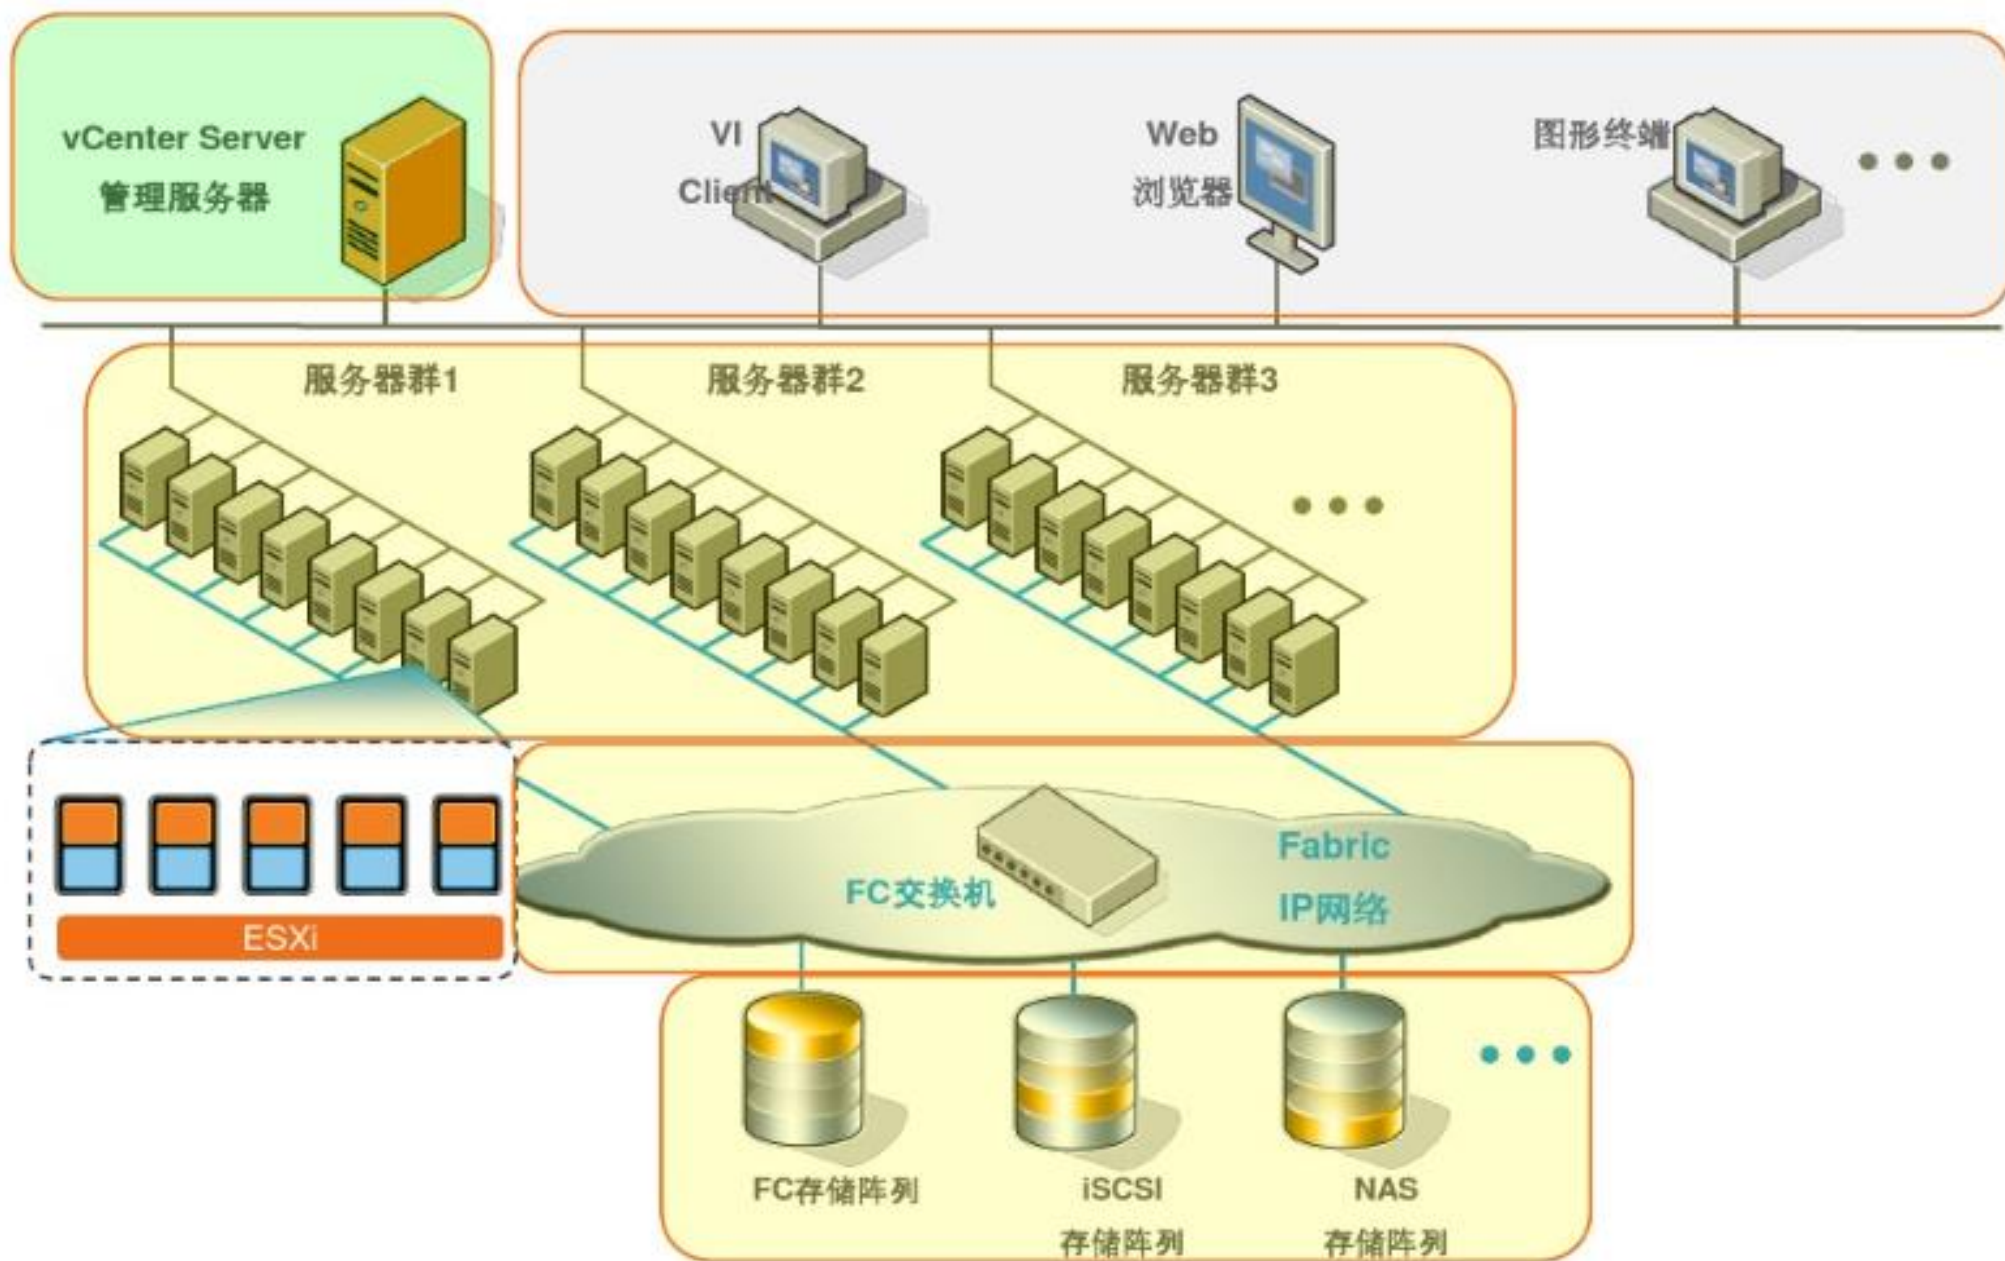 vCenter Server
管理服务器
VI
Client
Web
浏览器
图形终端
服务器群1
服务器群2
服务器群3
ESXi
FC交换机
Fabric
IP网络
FC存储阵列
iSCSI
存储阵列
NAS
存储阵列